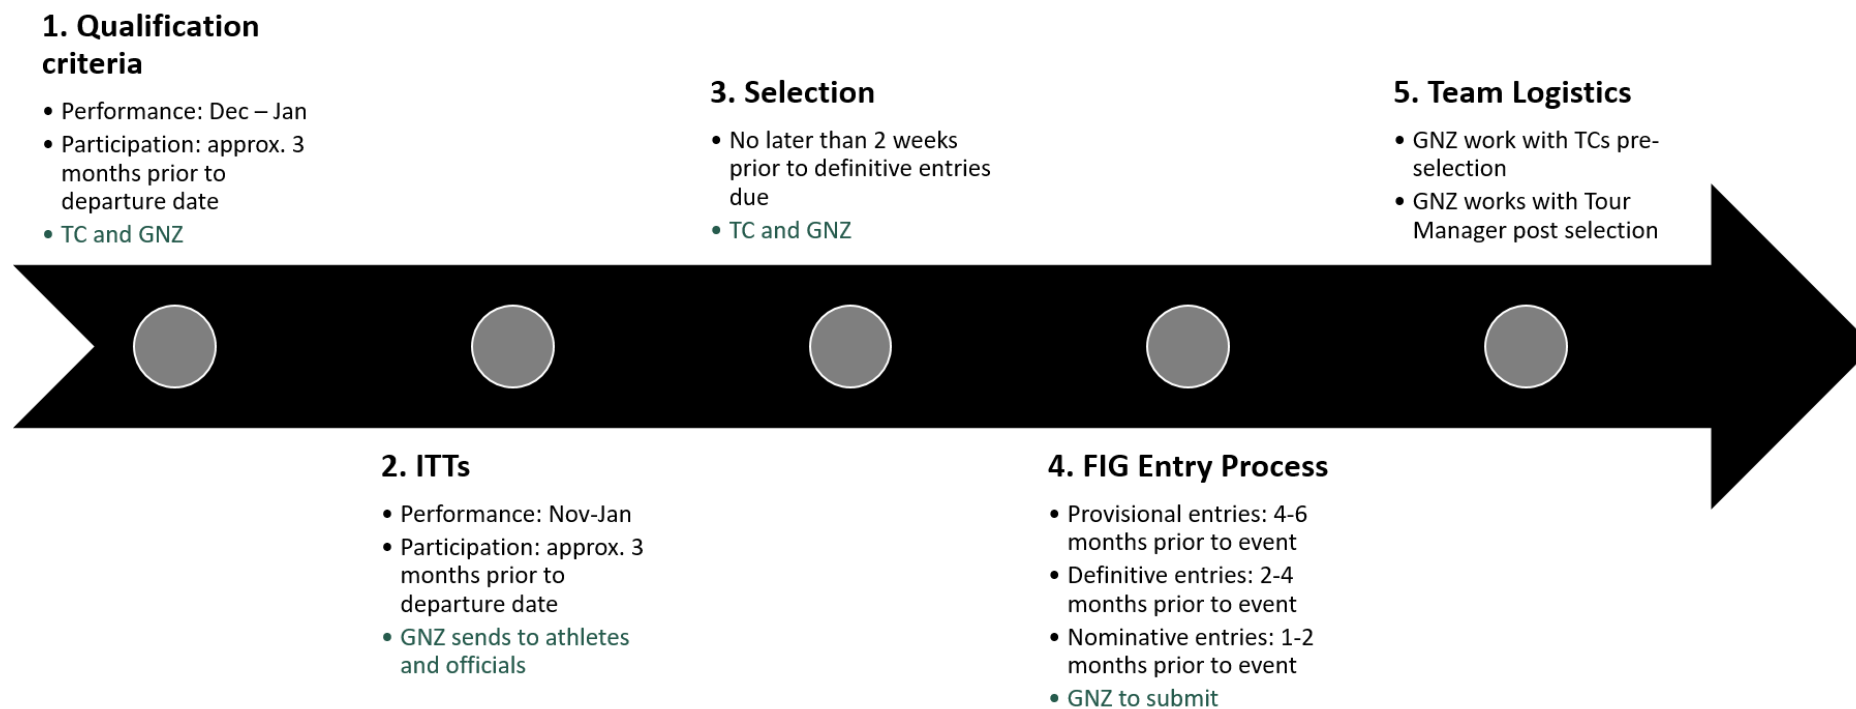 1. Qualification
criteria
• Performance: Dec – Jan
• Participation: approx. 3
months prior to
departure date
• TC and GNZ
2. ITTs
• Performance: Nov-Jan
• Participation: approx. 3
months prior to
departure date
• GNZ sends to athletes
and officials
3. Selection
• No later than 2 weeks
prior to definitive entries
due
• TC and GNZ
4. FIG Entry Process
• Provisional entries: 4-6
months prior to event
• Definitive entries: 2-4
months prior to event
• Nominative entries: 1-2
months prior to event
• GNZ to submit
5. Team Logistics
• GNZ work with TCs pre-
selection
• GNZ works with Tour
Manager post selection